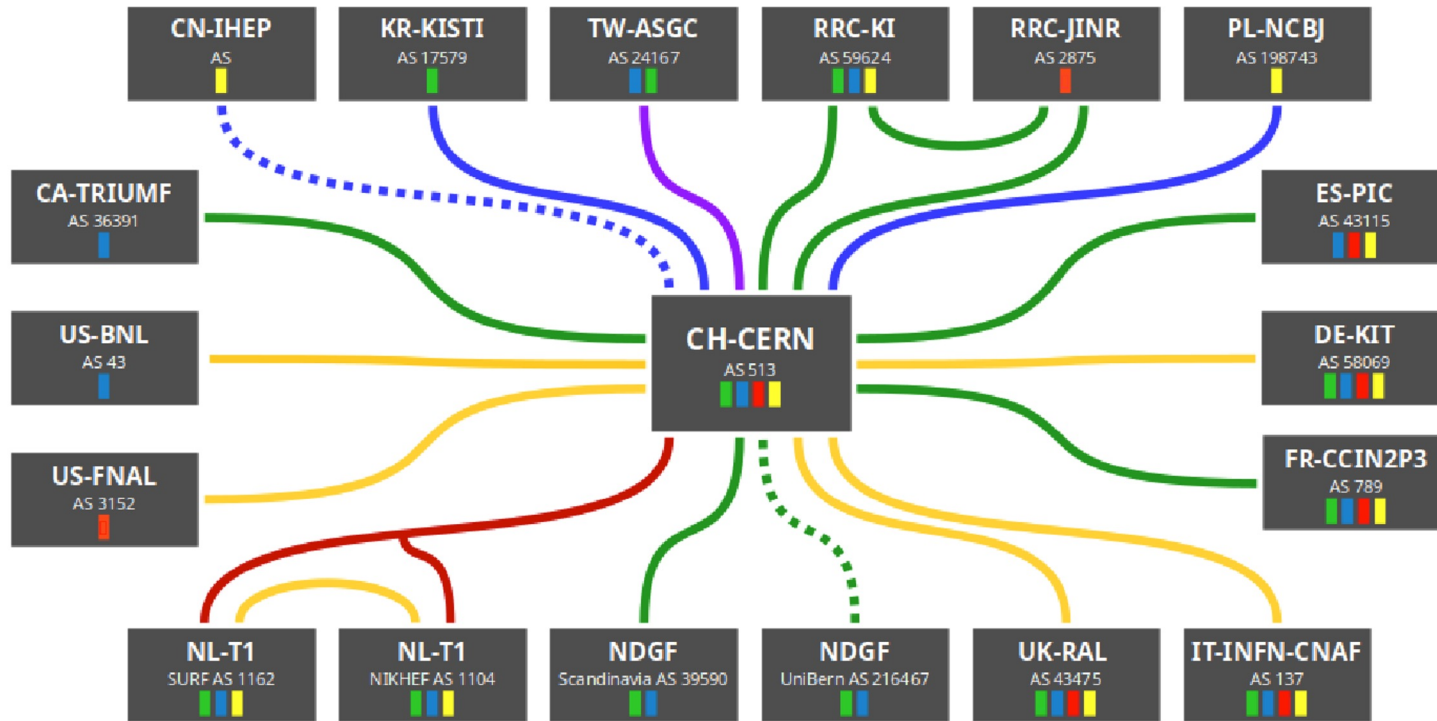 CN-IHEP
AS
KR-KISTI
AS 17579
TW-ASGC
AS 24167
RRC-KI
AS 59624
RRC-JINR
AS 2875
PL-NCBJ
AS 198743
CA-TRIUMF
AS 36391
ES-PIC
AS 43115
US-BNL
AS 43
CH-CERN
AS 513
DE-KIT
AS 58069
US-FNAL
AS 3152
FR-CCIN2P3
AS 789
NL-T1
SURF AS 1162
NL-T1
NIKHEF AS 1104
NDGF
Scandinavia AS 39590
NDGF
UniBern AS 216467
UK-RAL
AS 43475
IT-INFN-CNAF
AS 137